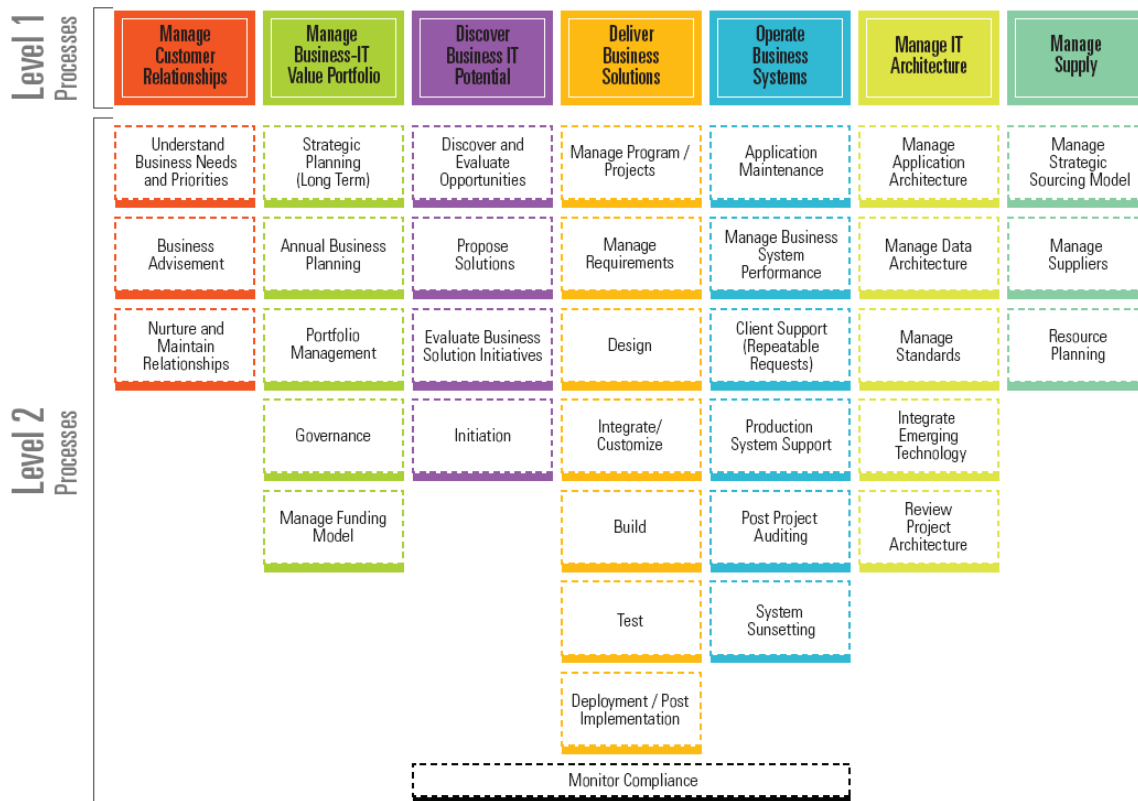 Level 1
Processes
Manage
Customer
Relationships
Manage
Business-IT
Value Portfolio
Discover
Business IT
Potential
Deliver
Business
Solutions
Operate
Business
Systems
Manage IT
Architecture
Manage
Supply
Level 2
Processes
Understand
Business Needs
and Priorities
Strategic
Planning
(Long Term)
Discover and
Evaluate
Opportunities
Manage Program /
Projects
Application
Maintenance
Manage
Application
Architecture
Manage
Strategic
Sourcing Model
Business
Advisement
Annual Business
Planning
Propose
Solutions
Manage
Requirements
Manage Business
System
Performance
Manage Data
Architecture
Manage
Suppliers
Nurture and
Maintain
Relationships
Portfolio
Management
Evaluate Business
Solution Initiatives
Design
Client Support
(Repeatable
Requests)
Manage
Standards
Resource
Planning
Governance
Initiation
Integrate/
Customize
Production
System Support
Integrate
Emerging
Technology
Manage Funding
Model
Build
Post Project
Auditing
Review
Project
Architecture
Test
System
Sunsetting
Deployment / Post
Implementation
Monitor Compliance